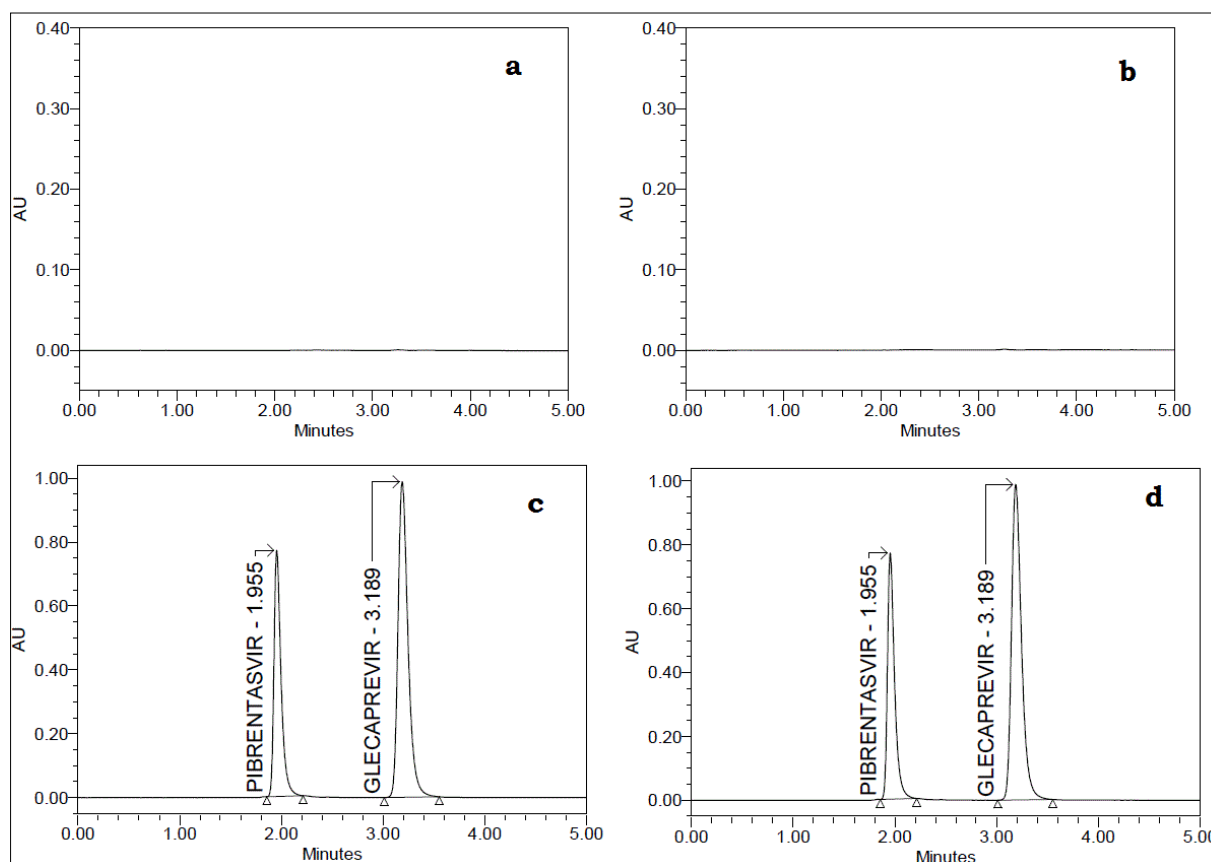 0.40
0.30
0.20
0.10
0.00
AU
a
0.00 1.00 2.00 3.00 4.00 5.00
Minutes
0.40
0.30
0.20
0.10
0.00
AU
b
0.00 1.00 2.00 3.00 4.00 5.00
Minutes
1.00
0.80
0.60
0.40
0.20
0.00
AU
PIBRENTASVIR - 1.955
GLECAPREVIR - 3.189
c
0.00 1.00 2.00 3.00 4.00 5.00
Minutes
1.00
0.80
0.60
0.40
0.20
0.00
AU
PIBRENTASVIR - 1.955
GLECAPREVIR - 3.189
d
0.00 1.00 2.00 3.00 4.00 5.00
Minutes